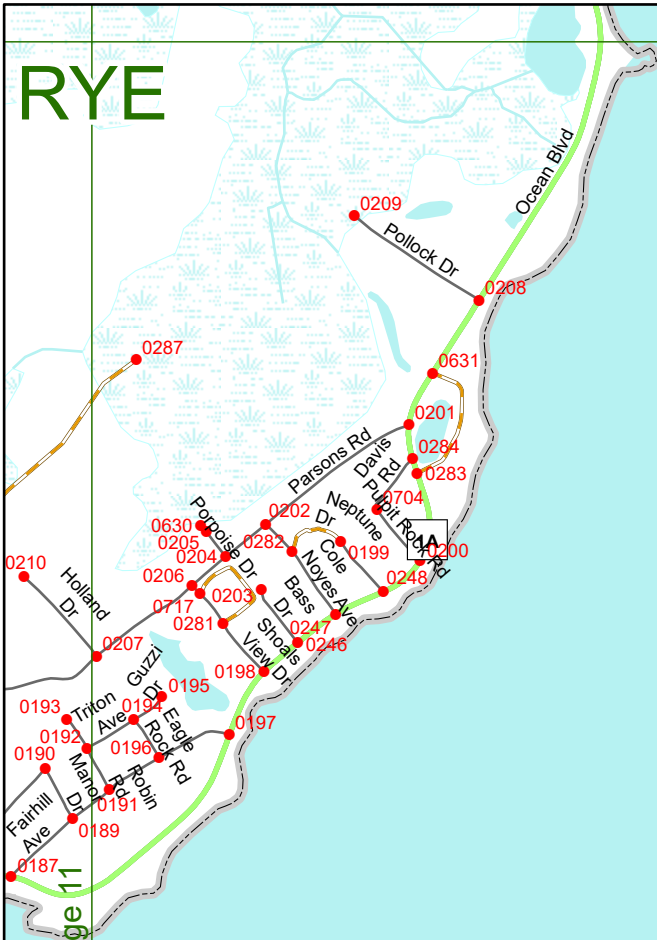 RYE
Ocean Blvd
0209
Pollock Dr
0208
0287
0631
0201
Parsons Rd
Davis
Rd
0284
0283
0704
Pulpit Rock Rd
Neptune
Dr
0202
0630
0205
Porpoise Dr
0282
0204
Cole
0199
1A
0200
0210
Holland
Dr
0206
0717
0203
Noyes Ave
Bass
Dr
0248
0281
0247
0246
Shoals
View Dr
0207
0198
Guzzi
Dr
0195
0193
Triton
Ave
0194
Eagle
Rock Rd
0197
0192
0190
Manor
Rd
0196
0191
Robin
Fairhill
Ave
Dr
0189
0187
ge 11